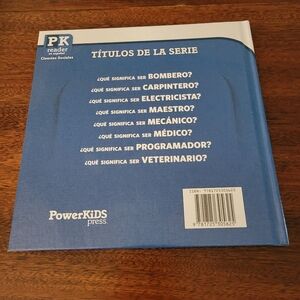 PK
reader
en español
Ciencias Sociales
TÍTULOS DE LA SERIE
¿QUÉ SIGNIFICA SER BOMBERO?
¿QUÉ SIGNIFICA SER CARPINTERO?
¿QUÉ SIGNIFICA SER ELECTRICISTA?
¿QUÉ SIGNIFICA SER MAESTRO?
¿QUÉ SIGNIFICA SER MECÁNICO?
¿QUÉ SIGNIFICA SER MÉDICO?
¿QUÉ SIGNIFICA SER PROGRAMADOR?
¿QUÉ SIGNIFICA SER VETERINARIO?
PowerKiDS
press